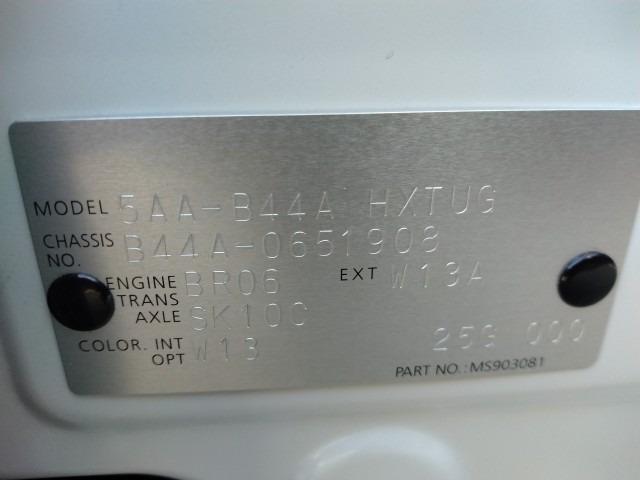 MODEL 5AA-B44A HXTUG
CHASSIS NO. B44A-0651908
ENGINE BR06 EXT W13A
TRANS AXLE SK10C
COLOR. INT W13 25G 000
OPT
PART NO.: MS903081